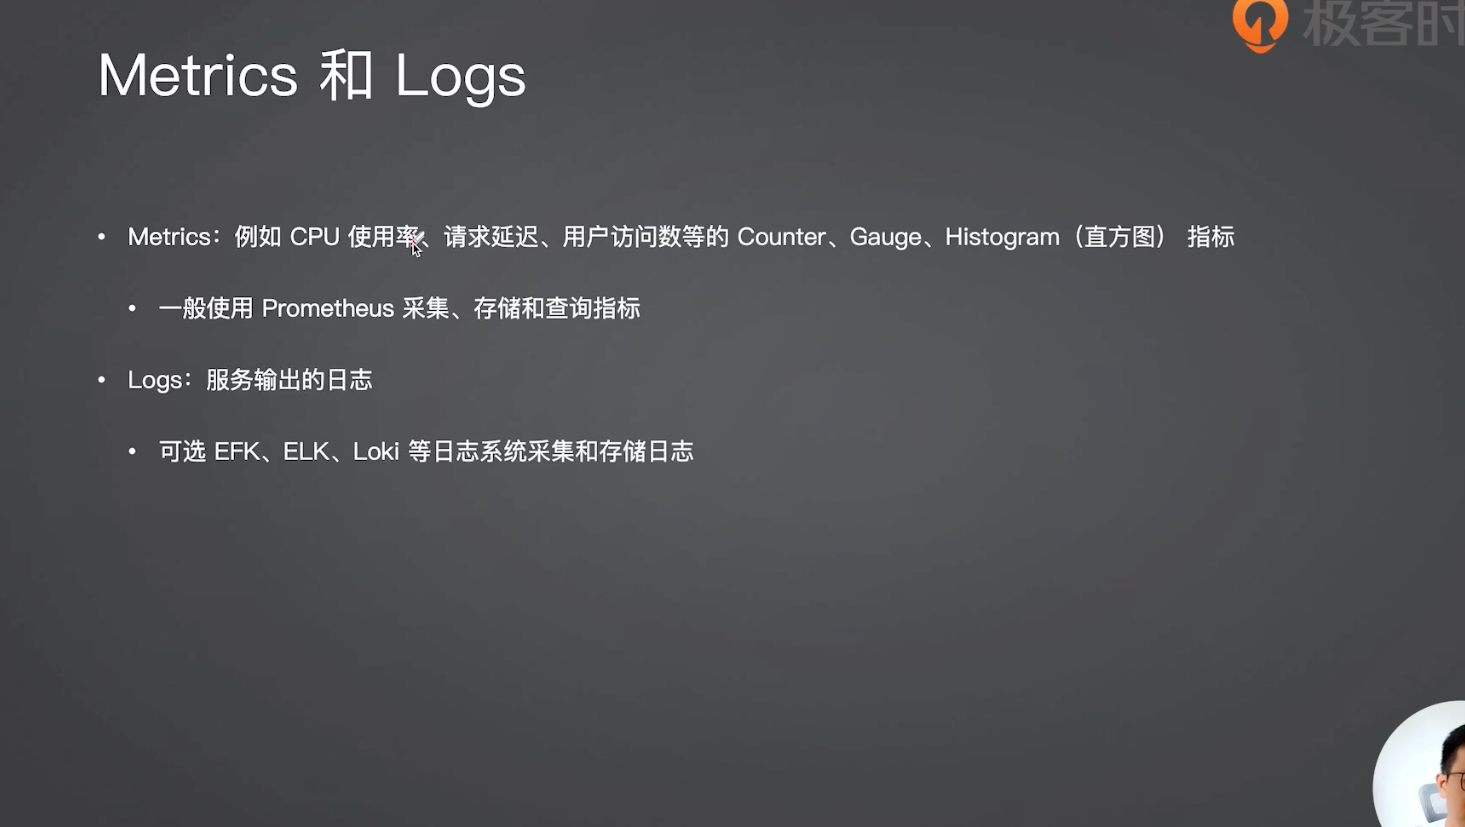 极客时
Metrics 和 Logs
• Metrics：例如 CPU 使用率、请求延迟、用户访问数等的 Counter、Gauge、Histogram（直方图） 指标
• 一般使用 Prometheus 采集、存储和查询指标
• Logs：服务输出的日志
• 可选 EFK、ELK、Loki 等日志系统采集和存储日志